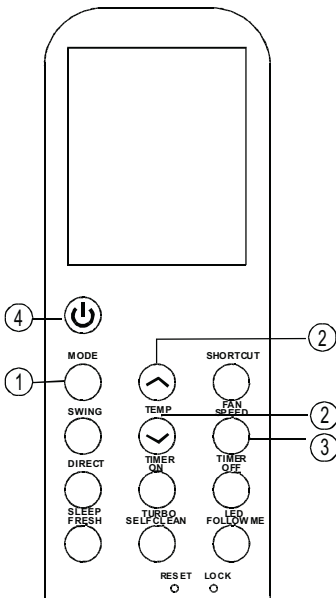 4
2
MODE
SHORTCUT
1
SWING
TEMP
FAN
SPEED
2
3
DIRECT
TIMER
ON
TIMER
OFF
SLEEP
FRESH
TURBO
SELFCLEAN
LED
FOLLOW ME
RESET
LOCK